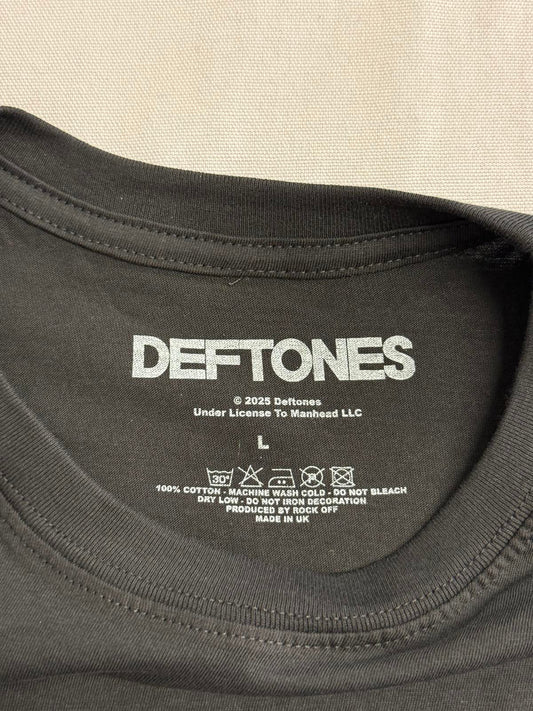 DEFTONES
© 2025 Deftones
Under License To Manhead LLC
L
30°
100% COTTON - MACHINE WASH COLD - DO NOT BLEACH
DRY LOW - DO NOT IRON DECORATION
PRODUCED BY ROCK OFF
MADE IN UK